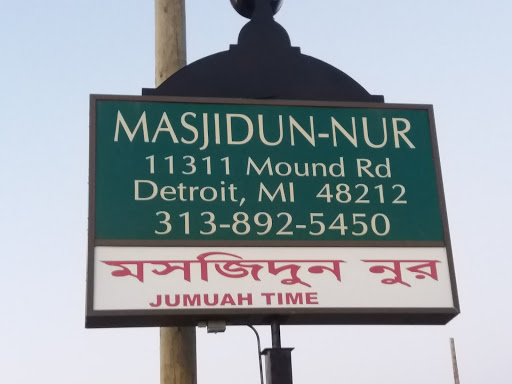 MASJIDUN-NUR
11311 Mound Rd
Detroit, MI 48212
313-892-5450
মসজিদুন নুর
JUMUAH TIME